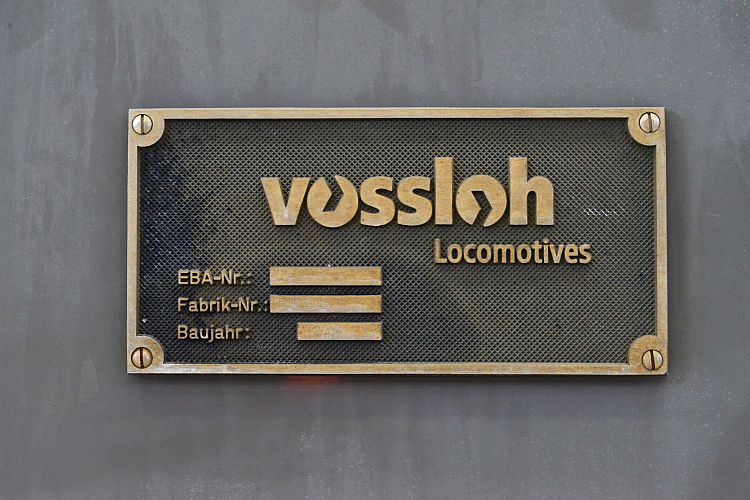 vossloh
Locomotives
EBA-Nr.:
Fabrik-Nr.:
Baujahr: